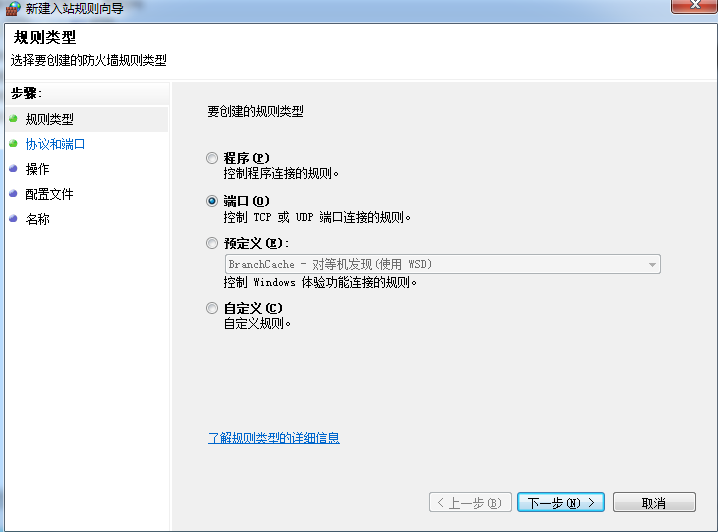 新建入站规则向导
规则类型
选择要创建的防火墙规则类型
步骤:
规则类型
协议和端口
操作
配置文件
名称
要创建的规则类型
程序(P)
控制程序连接的规则。
端口(O)
控制 TCP 或 UDP 端口连接的规则。
预定义(E):
BranchCache - 对等机发现(使用 WSD)
控制 Windows 体验功能连接的规则。
自定义(C)
自定义规则。
了解规则类型的详细信息
< 上一步(B)
下一步(N) >
取消